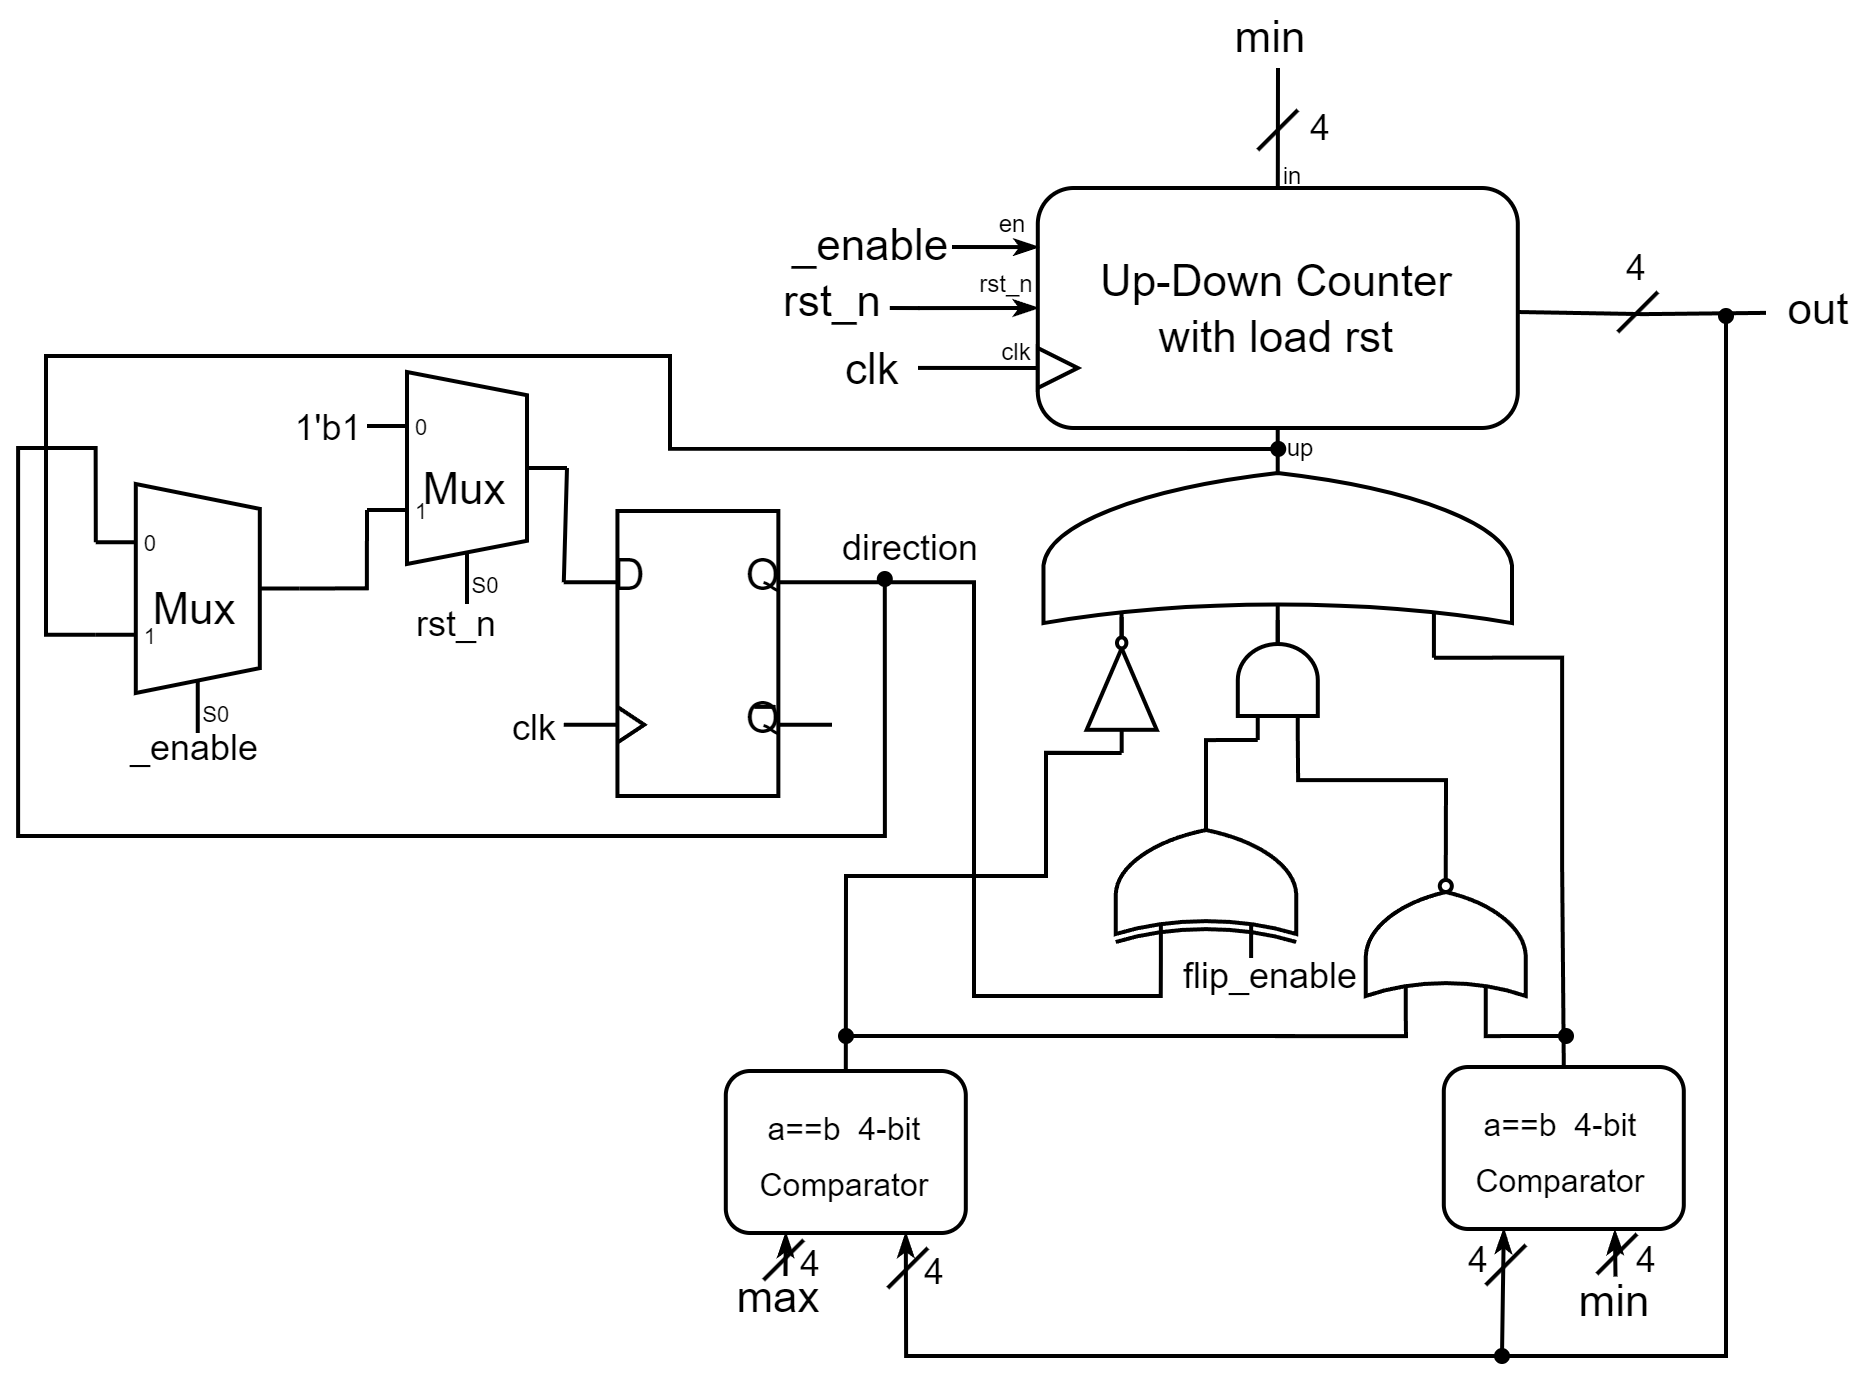 min
4
in
_enable
en
rst_n
rst_n
clk
clk
Up-Down Counter
with load rst
4
out
up
1'b1
0
Mux
1
S0
rst_n
0
Mux
1
S0
_enable
D
Q
clk
Q
direction
flip_enable
a==b 4-bit
Comparator
4
max
4
a==b 4-bit
Comparator
4
4
min